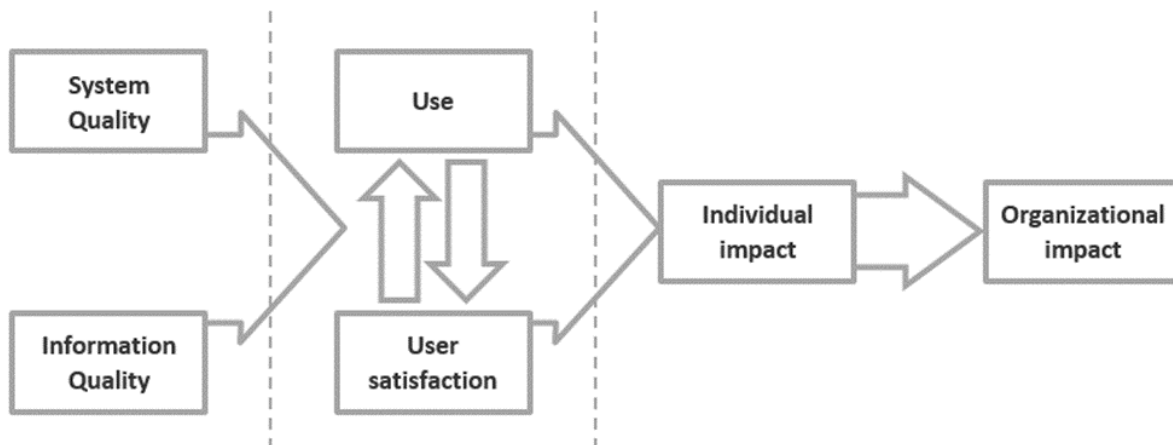 System
Quality
Use
Individual
impact
Organizational
impact
Information
Quality
User
satisfaction